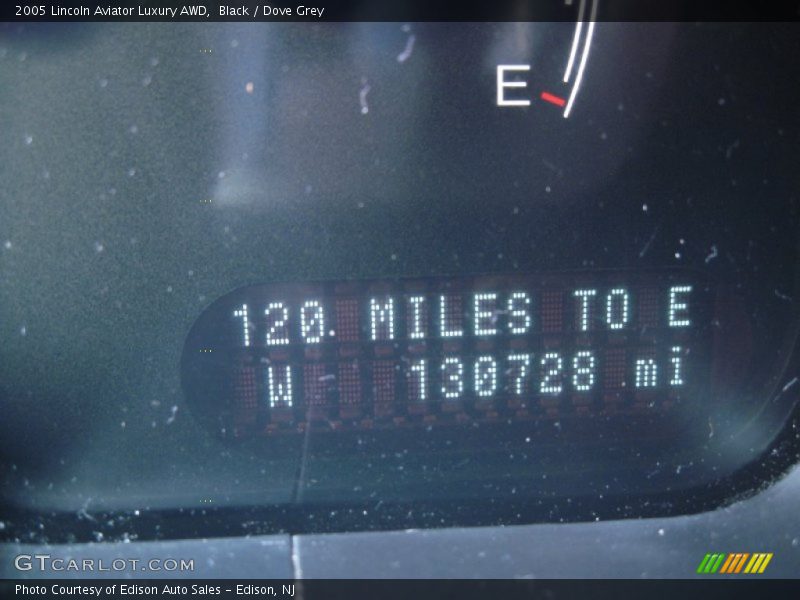 2005 Lincoln Aviator Luxury AWD, Black / Dove Grey
E
120 MILES TO E
W 130728 mi
GTCARLOT.COM
Photo Courtesy of Edison Auto Sales - Edison, NJ